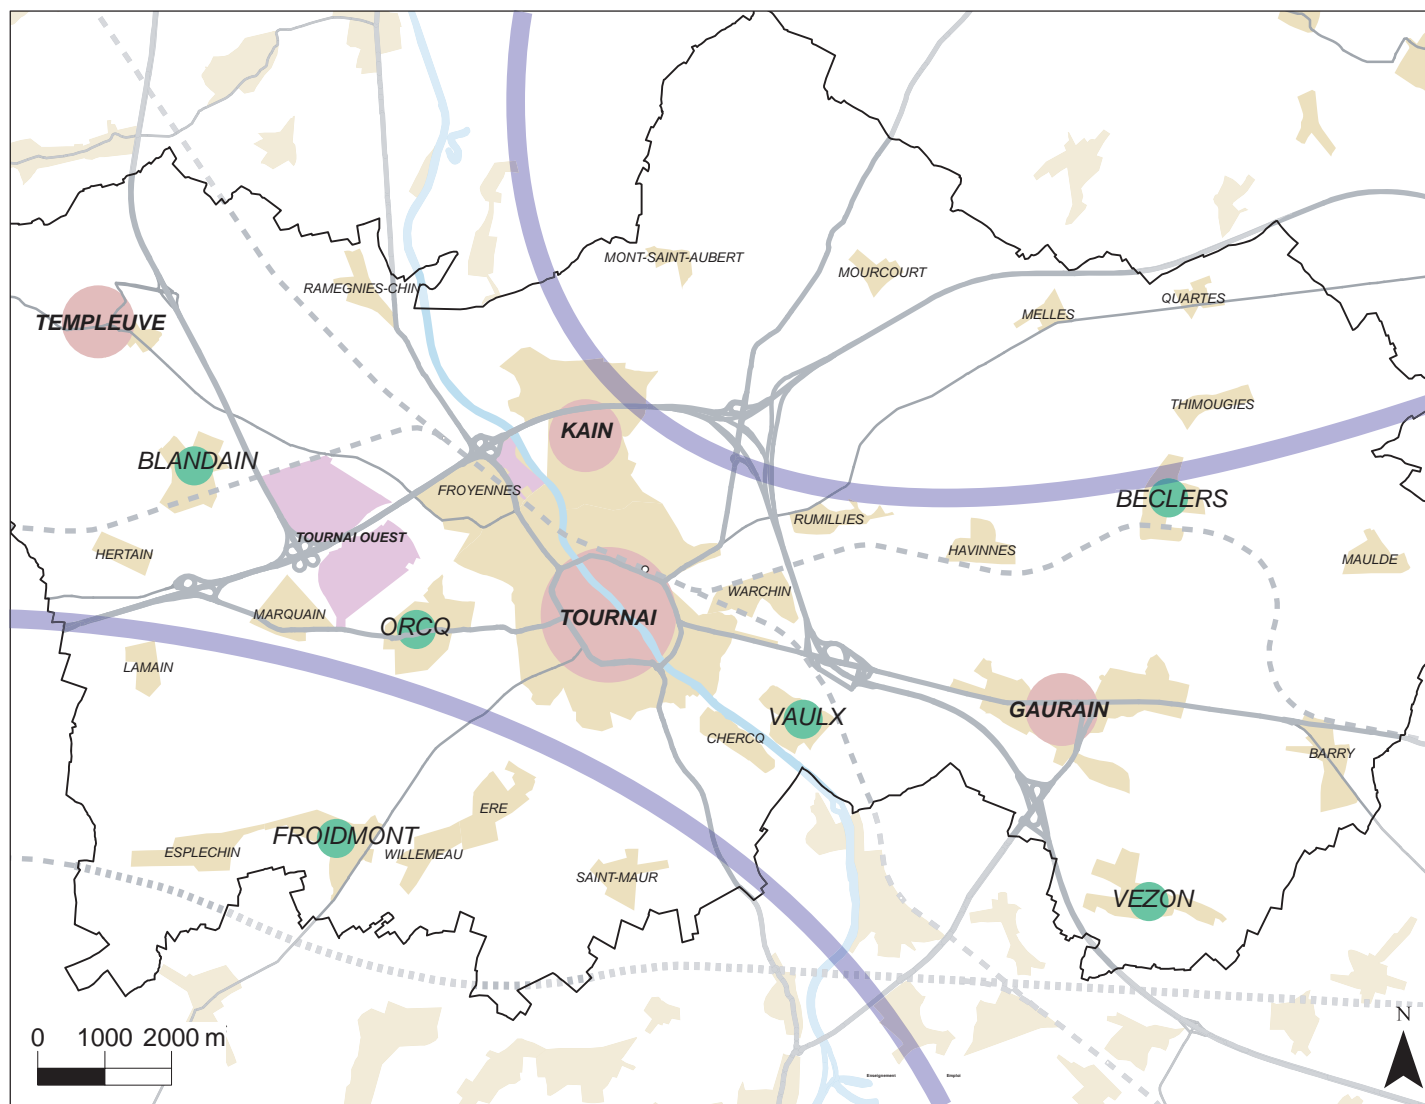 MONT-SAINT-AUBERT
MOURCOURT
RAMEGNIES-CHIN
QUARTES
MELLES
TEMPLEUVE
THIMOUGIES
KAIN
BLANDAIN
FROYENNES
BECLERS
RUMILLIES
TOURNAI OUEST
HERTAIN
HAVINNES
MAULDE
WARCHIN
MARQUAIN
TOURNAI
ORCQ
LAMAIN
GAURAIN
VAULX
CHERCQ
BARRY
ERE
FROIDMONT
ESPLECHIN
WILLEMEAU
SAINT-MAUR
VEZON
N
0 1000 2000 m
Enseignement
Emploi